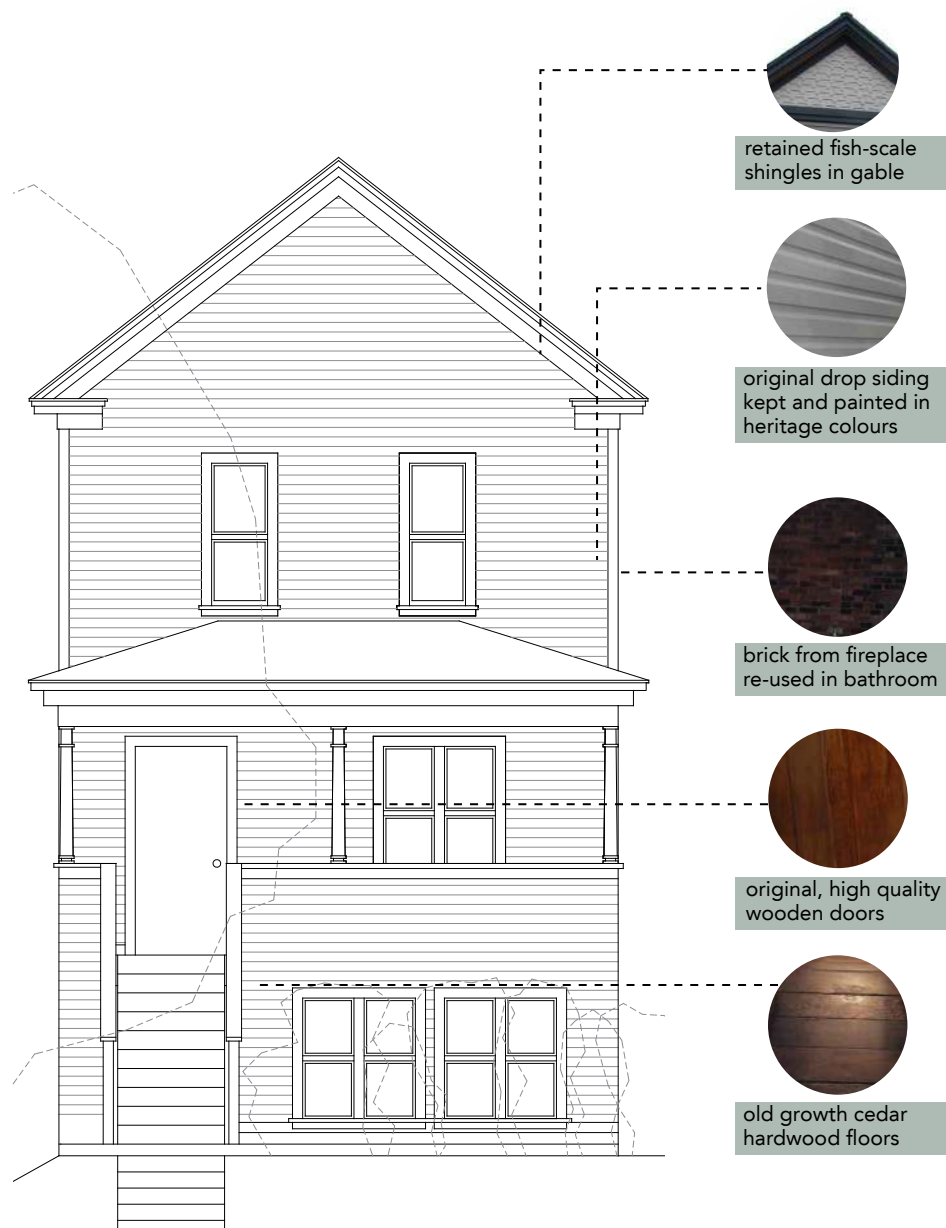 retained fish-scale
shingles in gable
original drop siding
kept and painted in
heritage colours
brick from fireplace
re-used in bathroom
original, high quality
wooden doors
old growth cedar
hardwood floors